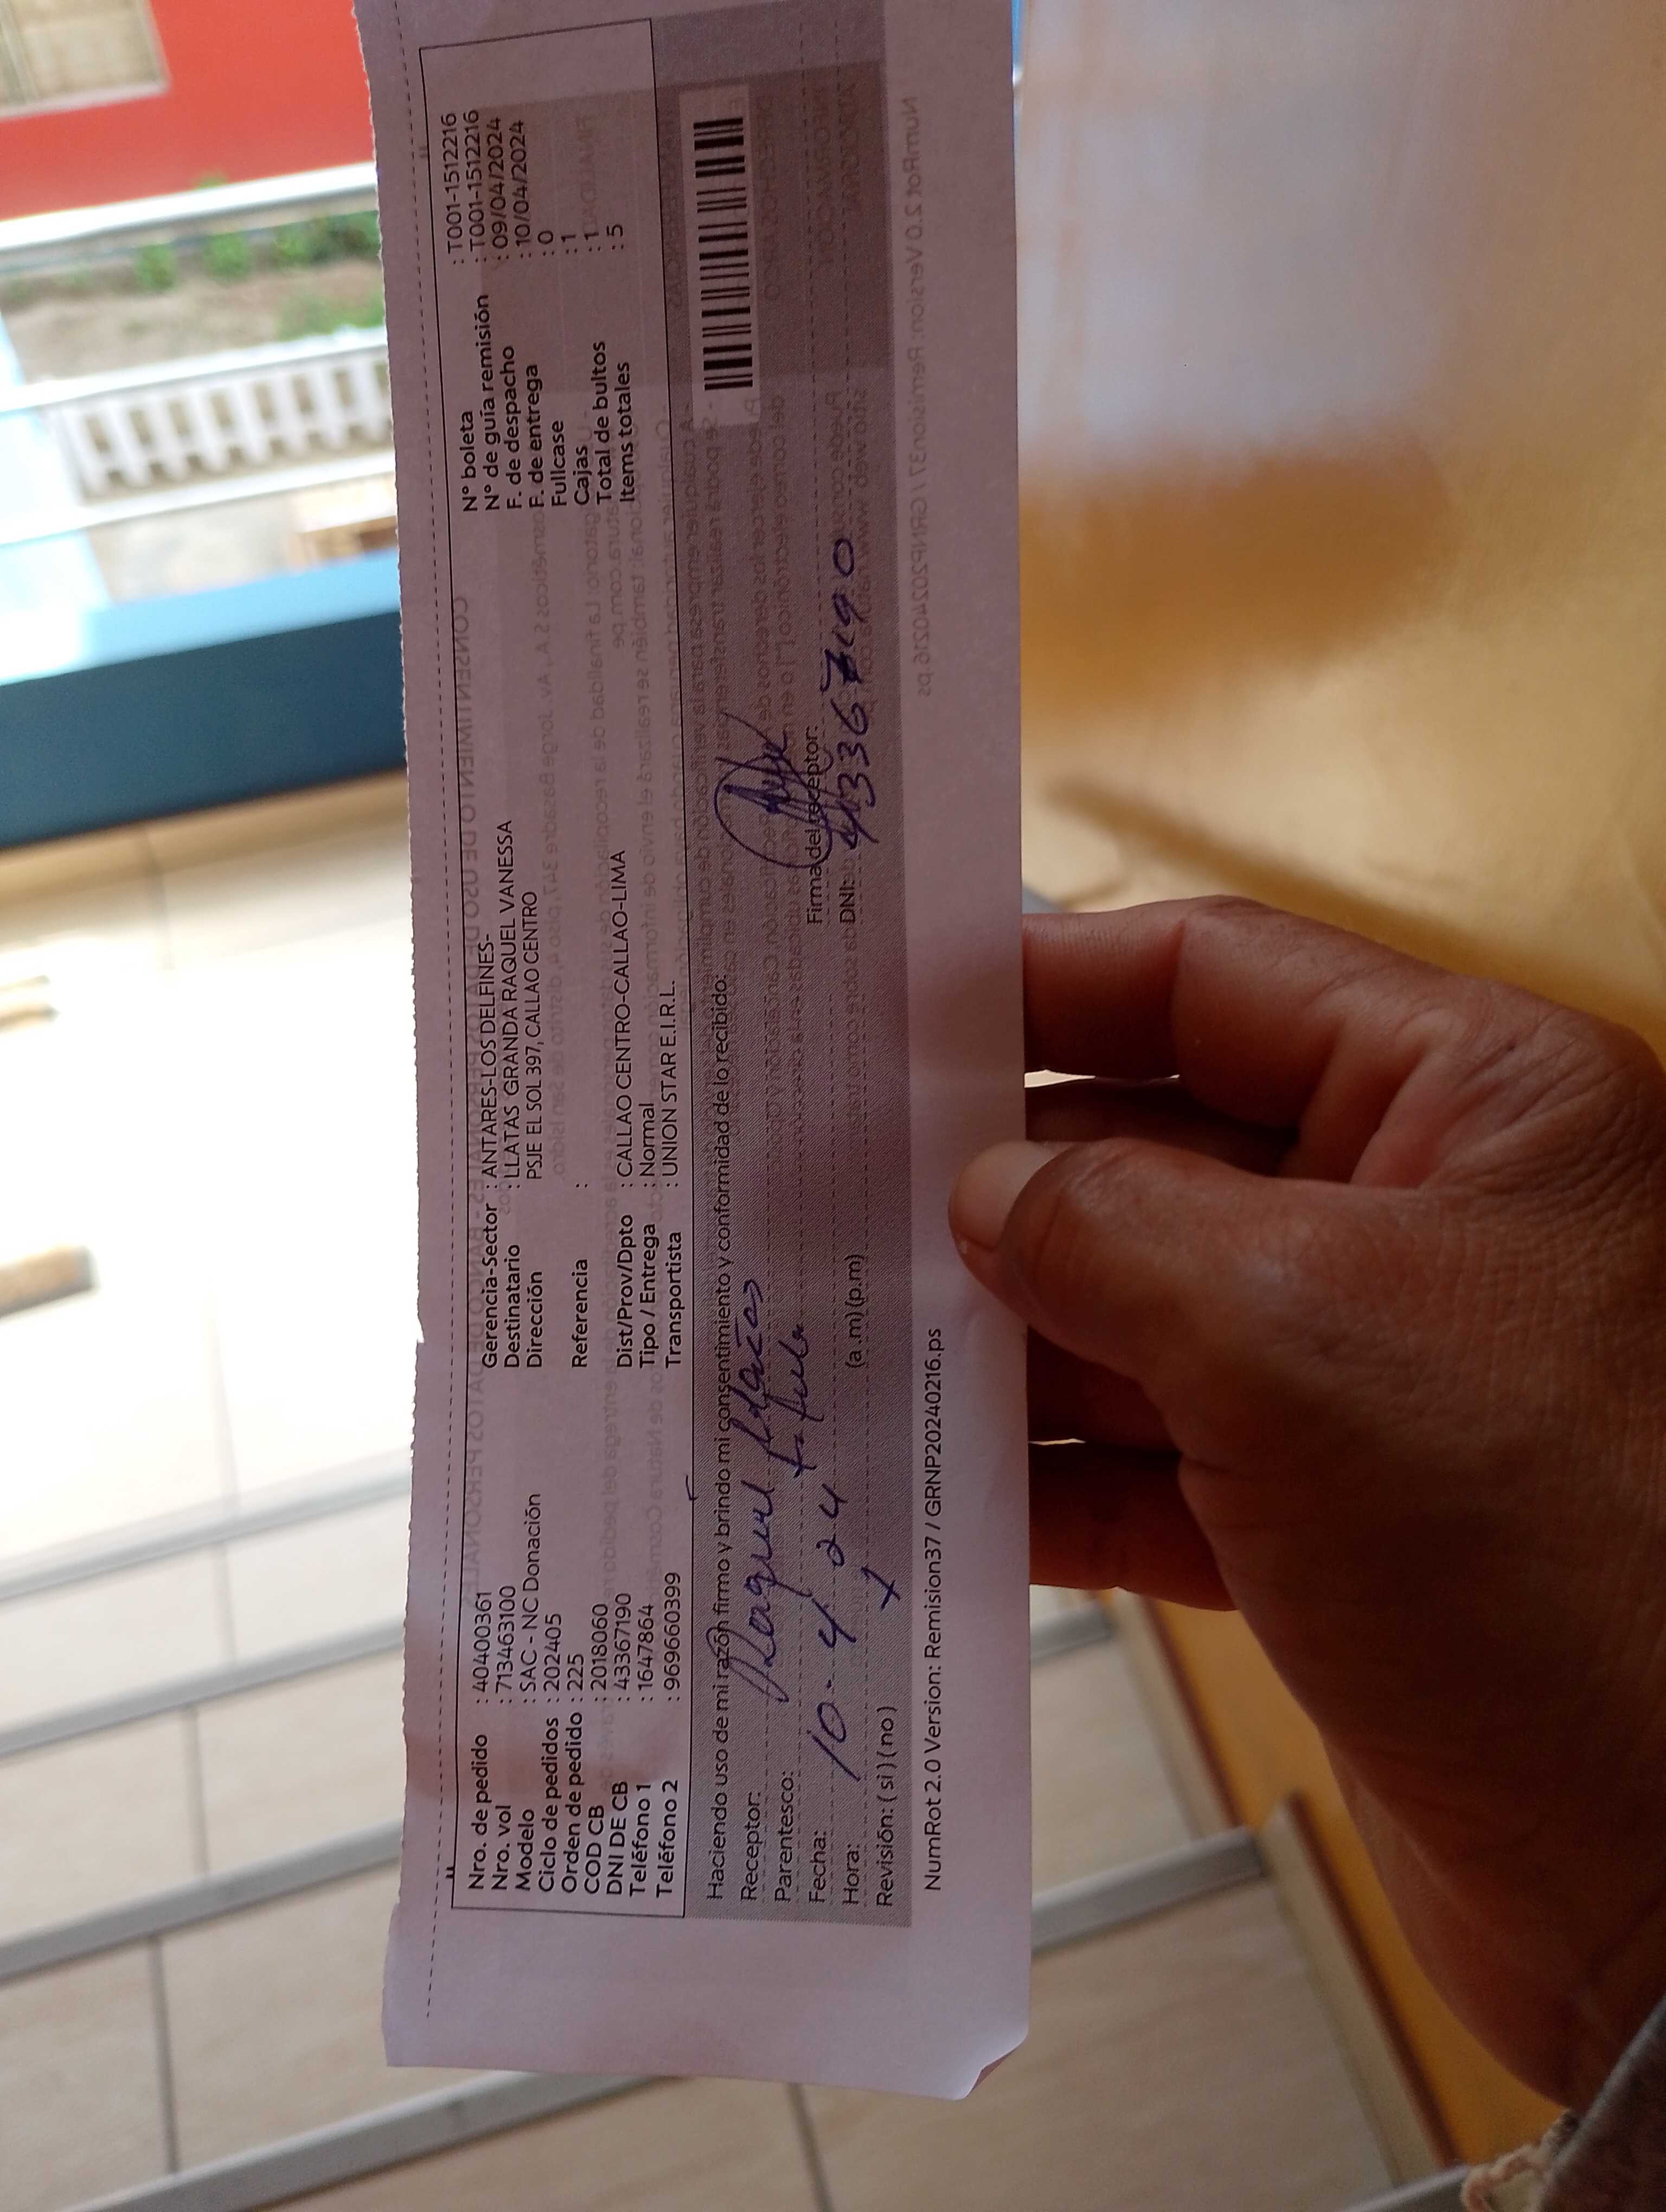 Nro. de pedido : 40400361
Nro. vol : 713463100
Modelo : SAC - NC Donación
Ciclo de pedidos : 202405
Orden de pedido : 225
COD CB : 2018060
DNI DE CB : 43367190
Teléfono 1 : 1647864
Teléfono 2 : 969660399
Gerencia-Sector : ANTARES-LOS DELFINES-
Destinatario : LLATAS GRANDA RAQUEL VANESSA
Dirección PSJE EL SOL 397, CALLAO CENTRO
Referencia :
Dist/Prov/Dpto : CALLAO CENTRO-CALLAO-LIMA
Tipo / Entrega : Normal
Transportista : UNION STAR E.I.R.L.
N° boleta : T001-1512216
N° de guía remisión : T001-1512216
F. de despacho : 09/04/2024
F. de entrega : 10/04/2024
Fullcase : 0
Cajas : 1
Total de bultos : 1
Items totales : 5
Haciendo uso de mi razón firmo y brindo mi consentimiento y conformidad de lo recibido:
Receptor: Raquel
Parentesco:
Fecha: 10-4-24
Hora: (a .m) (p.m)
Revisión: ( si ) ( no )
Firma del receptor:
DNI: 43367190
NumRot 2.0 Version: Remision37 / GRNP20240216.ps